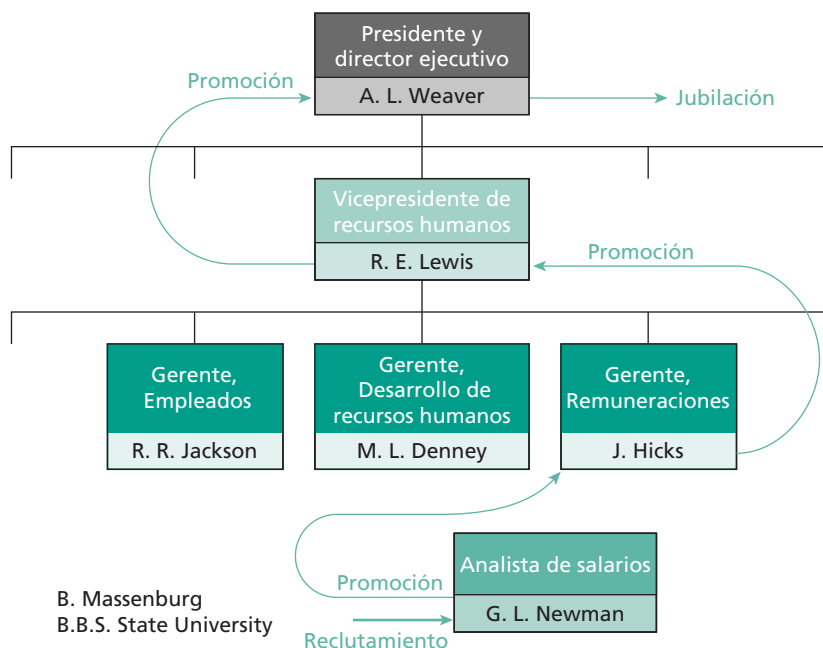 Presidente y
director ejecutivo
Promoción
A. L. Weaver
Jubilación
Vicepresidente de
recursos humanos
R. E. Lewis
Promoción
Gerente,
Empleados
R. R. Jackson
Gerente,
Desarrollo de
recursos humanos
M. L. Denney
Gerente,
Remuneraciones
J. Hicks
Analista de salarios
Promoción
G. L. Newman
B. Massenburg
B.B.S. State University
Reclutamiento